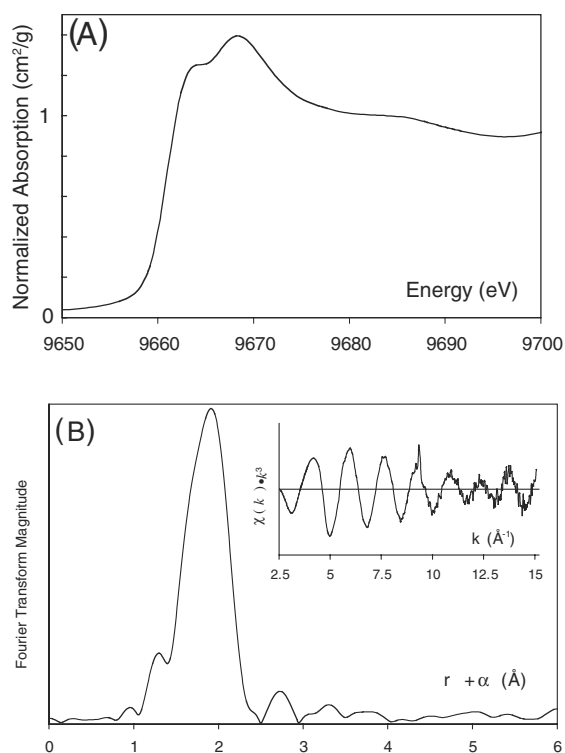 (A)
Normalized Absorption (cm²/g)
1
0
Energy (eV)
9650 9660 9670 9680 9690 9700
(B)
Fourier Transform Magnitude
χ(k)•k³
k (Å⁻¹)
2.5 5 7.5 10 12.5 15
r + α (Å)
0 1 2 3 4 5 6